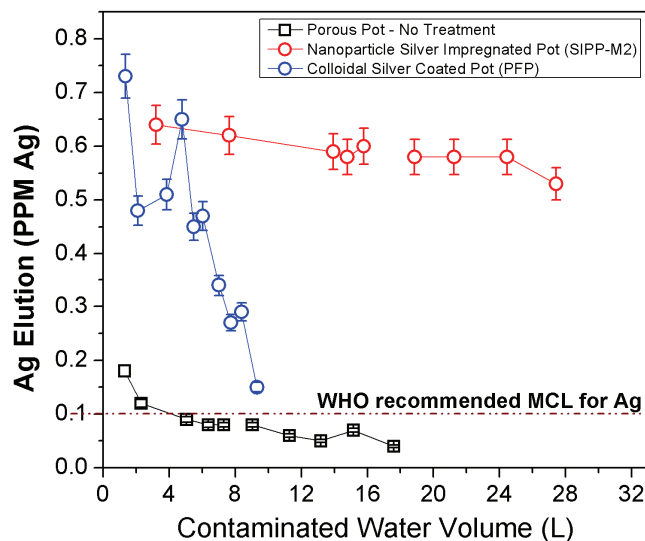 0.8
0.7
0.6
0.5
0.4
0.3
0.2
0.1
0.0
Ag Elution (PPM Ag)
Porous Pot - No Treatment
Nanoparticle Silver Impregnated Pot (SIPP-M2)
Colloidal Silver Coated Pot (PFP)
WHO recommended MCL for Ag
0 4 8 12 16 20 24 28 32
Contaminated Water Volume (L)